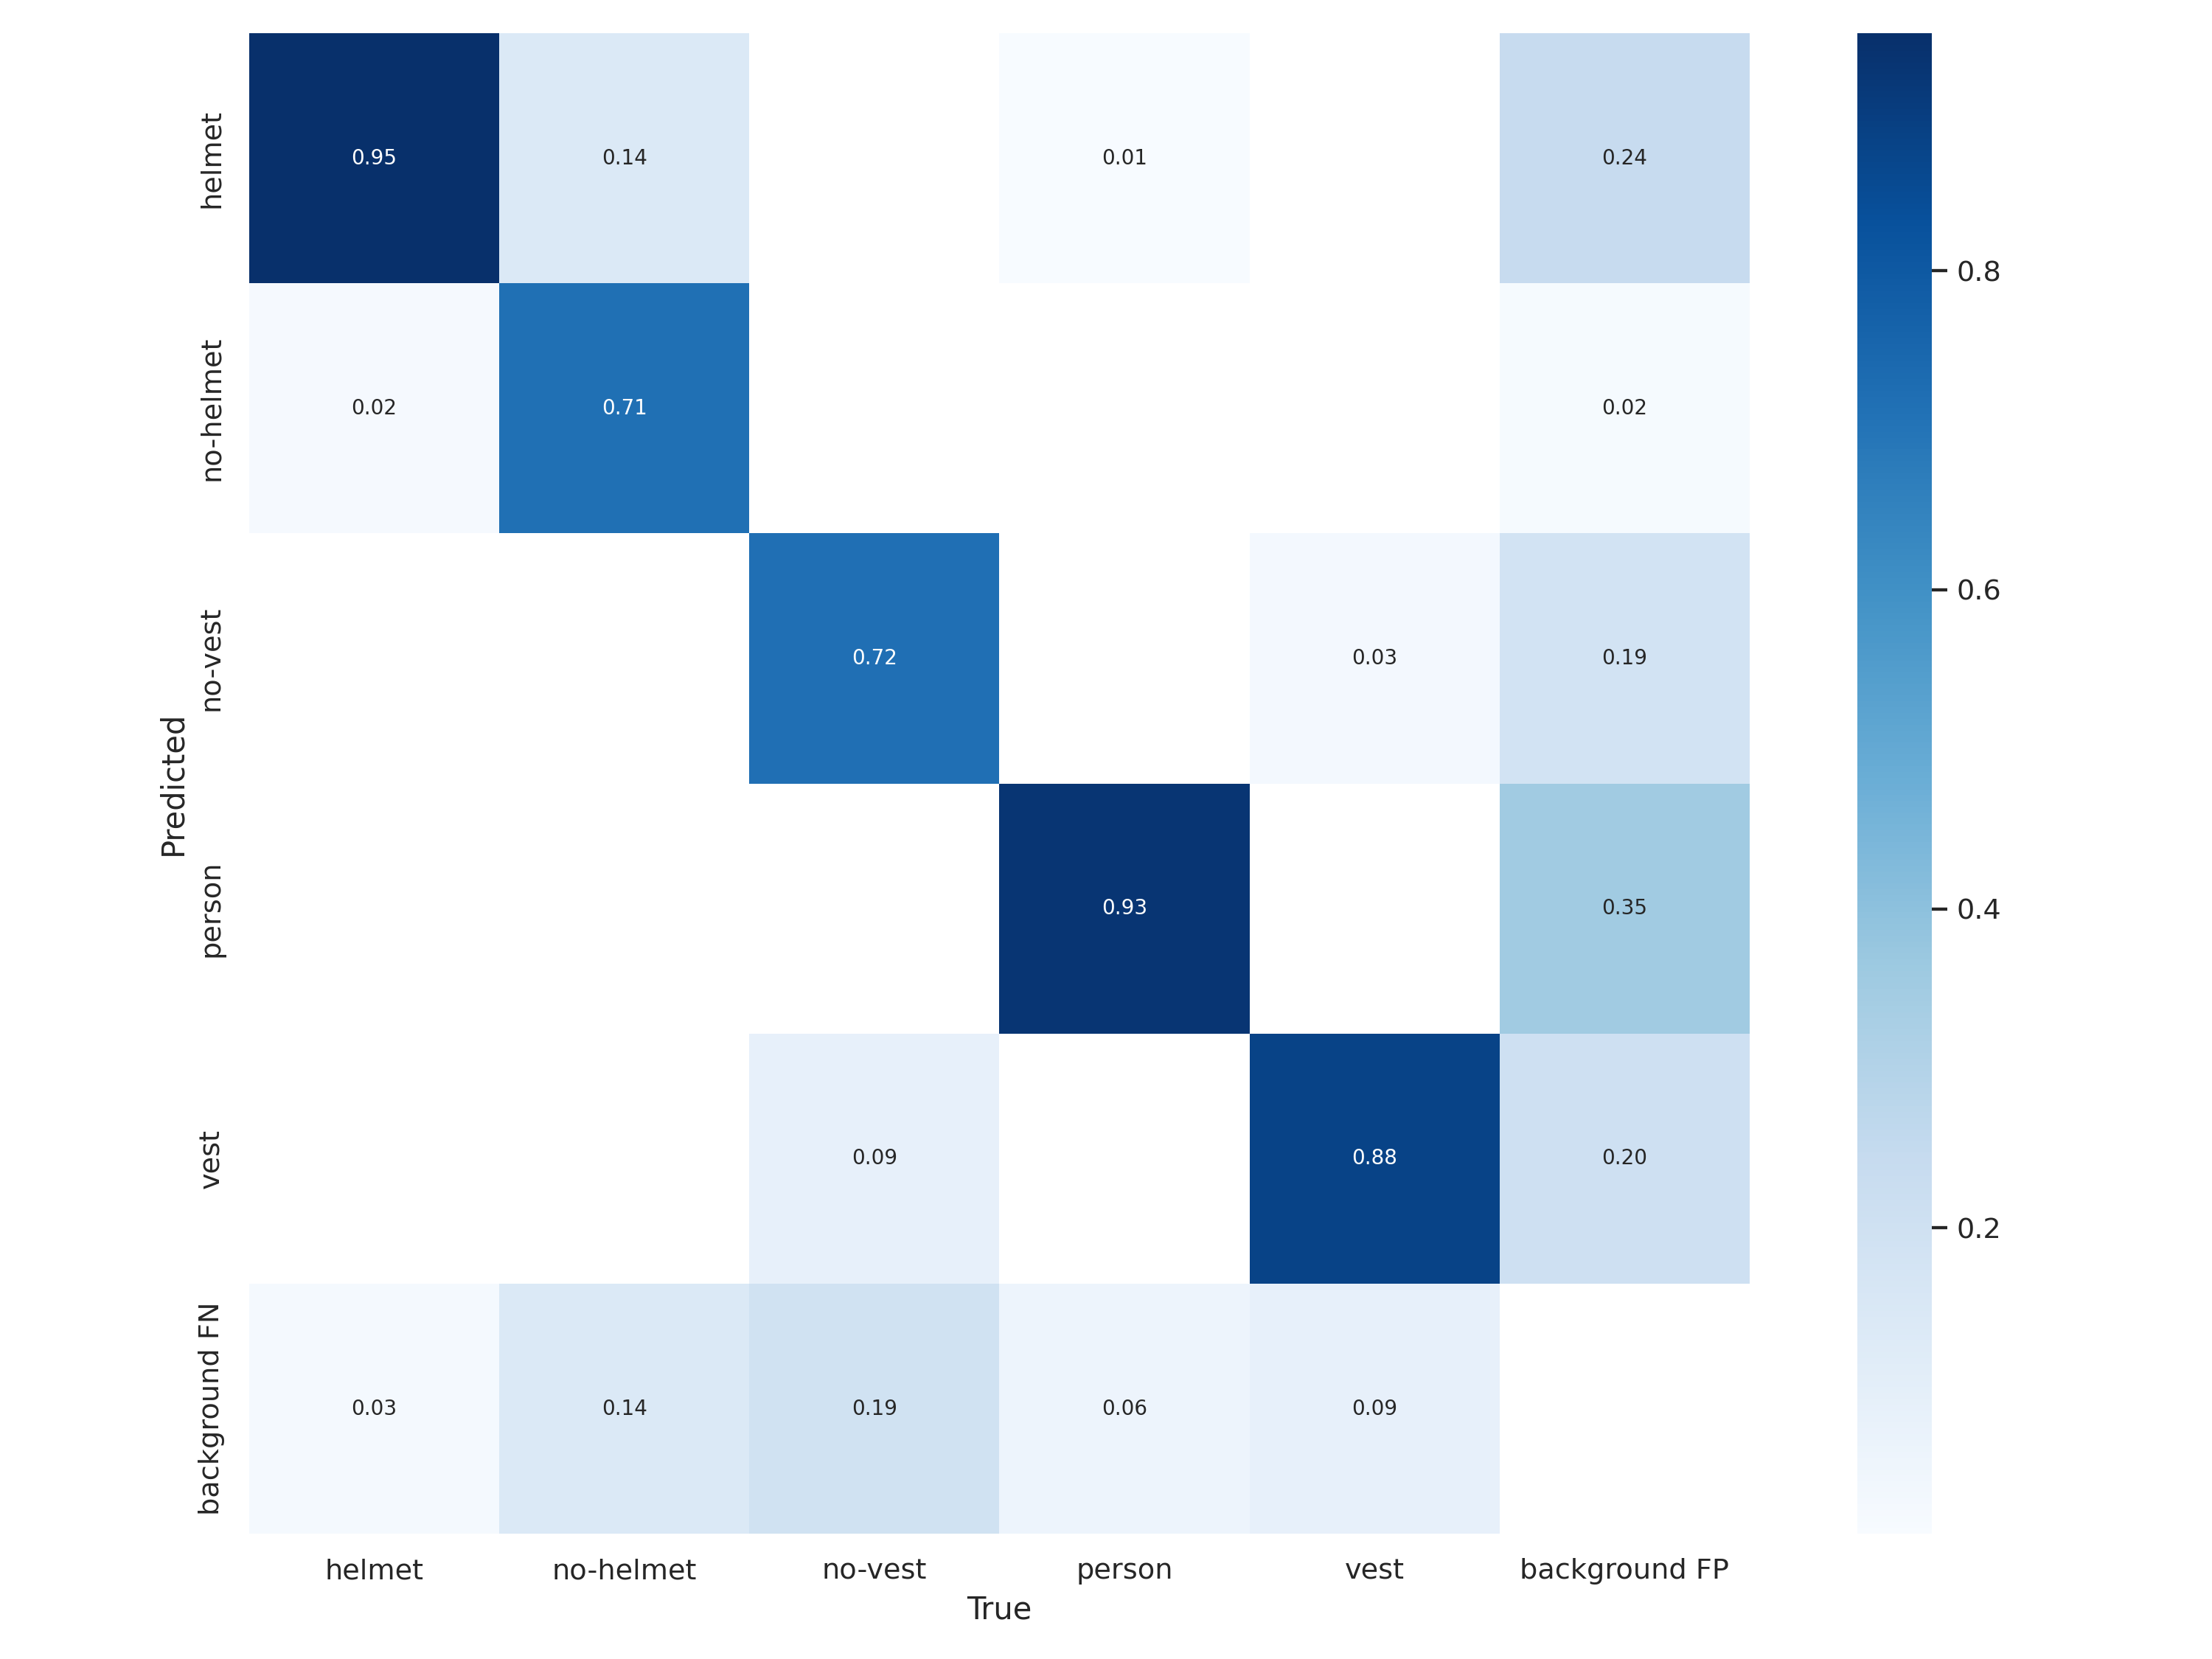 helmet 0.95 0.14 0.01 0.24
no-helmet 0.02 0.71 0.02
no-vest 0.72 0.03 0.19
person 0.93 0.35
vest 0.09 0.88 0.20
background FN 0.03 0.14 0.19 0.06 0.09
Predicted
helmet no-helmet no-vest person vest background FP
True
0.8
0.6
0.4
0.2